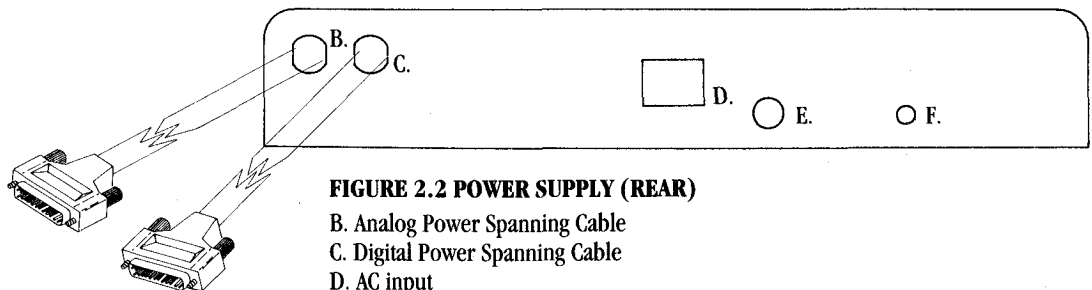 B.
C.
D.
E.
F.
FIGURE 2.2 POWER SUPPLY (REAR)
B. Analog Power Spanning Cable
C. Digital Power Spanning Cable
D. AC input